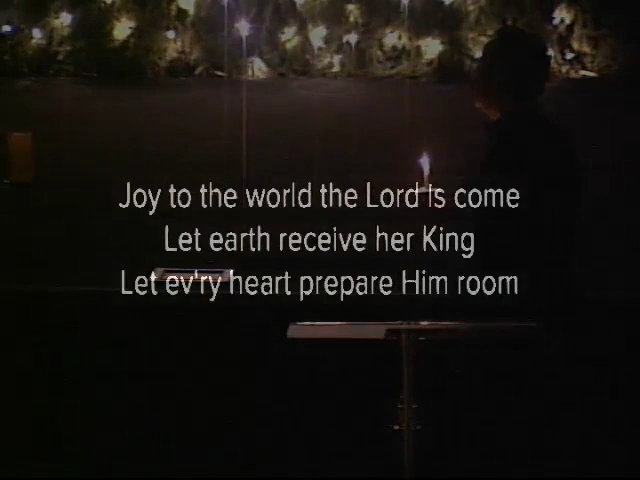 Joy to the world the Lord is come
Let earth receive her King
Let ev'ry heart prepare Him room